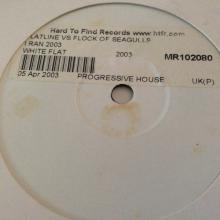 Hard To Find Records www.htfr.com
FLATLINE VS FLOCK OF SEAGULLS
I RAN 2003
WHITE FLAT 2003 MR102080
05 Apr 2003 PROGRESSIVE HOUSE UK(P)